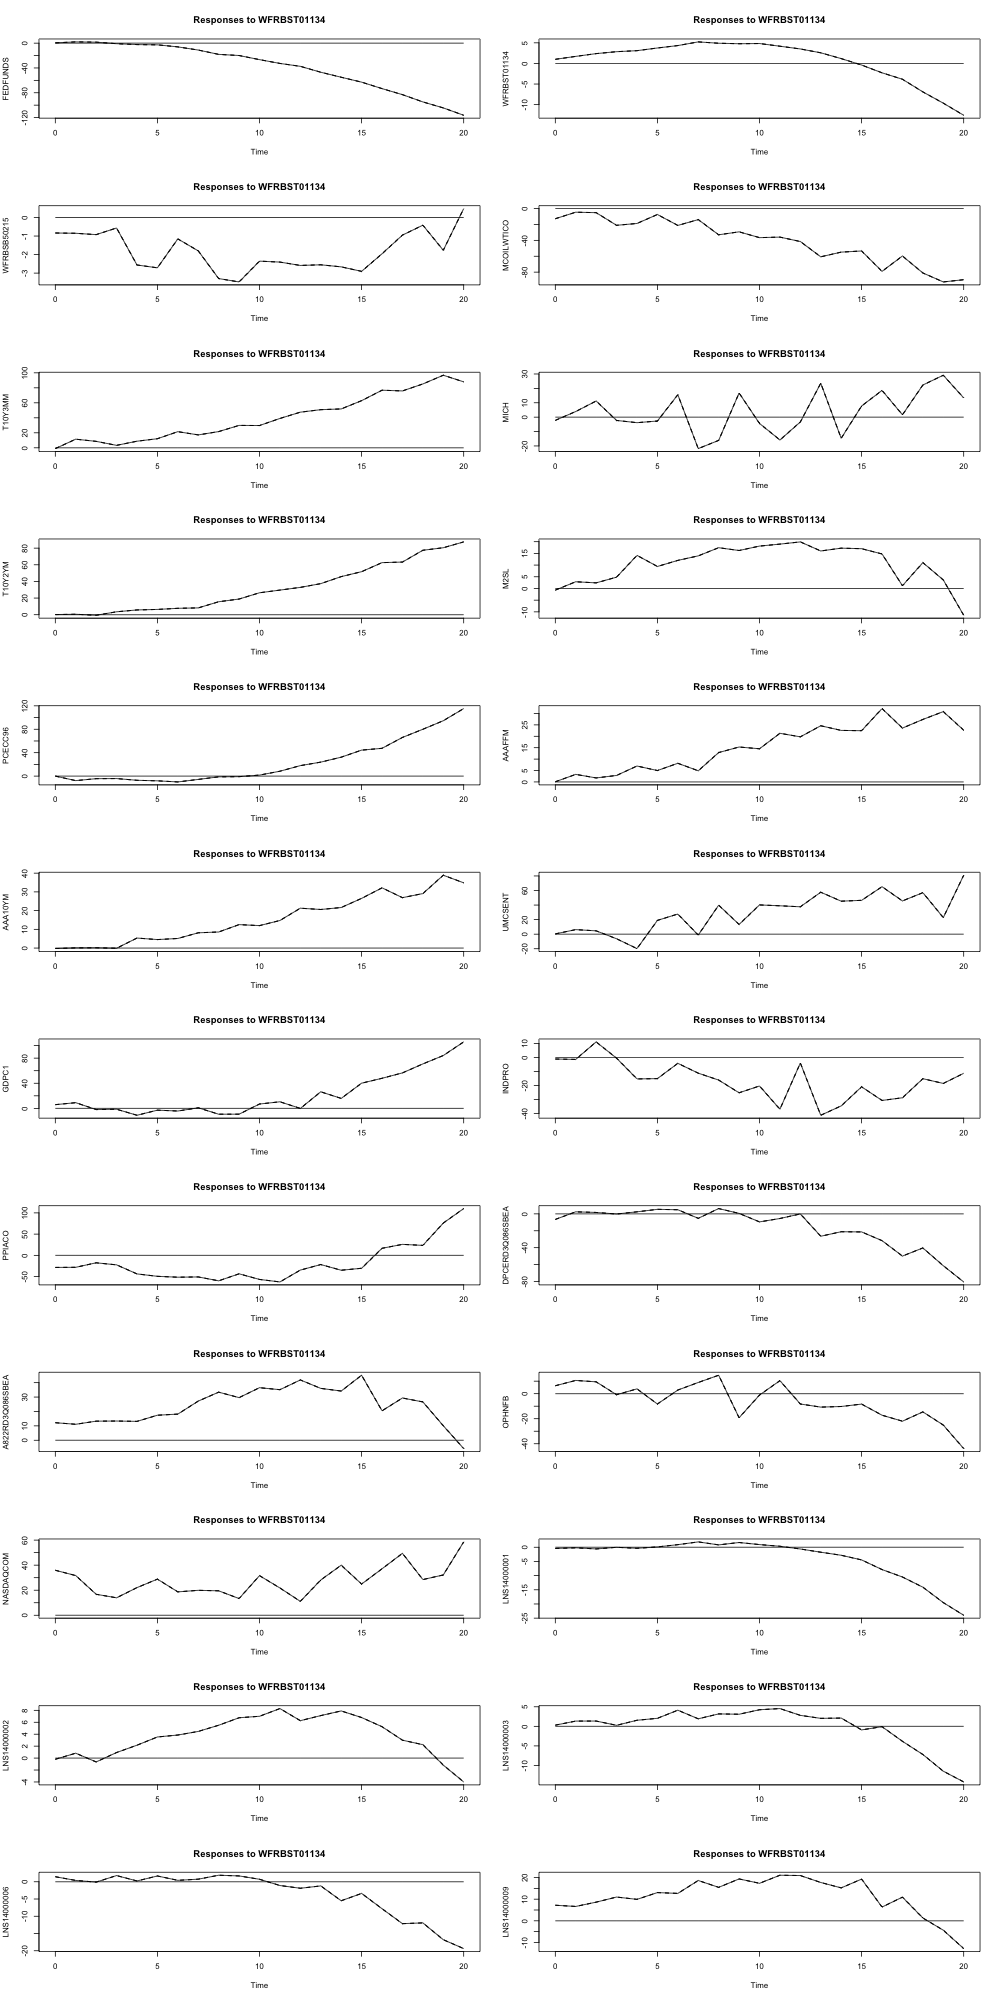 Responses to WFRBST01134
FEDFUNDS
0
-40
-80
-120
0 5 10 15 20
Time
Responses to WFRBST01134
WFRBST01134
5
0
-5
-10
0 5 10 15 20
Time
Responses to WFRBST01134
WFRBSB50215
0
-1
-2
-3
0 5 10 15 20
Time
Responses to WFRBST01134
MCOILWTICO
0
-40
-80
0 5 10 15 20
Time
Responses to WFRBST01134
T10Y3MM
100
60
20
0
0 5 10 15 20
Time
Responses to WFRBST01134
MICH
30
10
0
-20
0 5 10 15 20
Time
Responses to WFRBST01134
T10Y2YM
80
60
40
20
0
0 5 10 15 20
Time
Responses to WFRBST01134
M2SL
15
5
0
-10
0 5 10 15 20
Time
Responses to WFRBST01134
PCECC96
120
80
40
0
0 5 10 15 20
Time
Responses to WFRBST01134
AAAFFM
25
15
5
0
0 5 10 15 20
Time
Responses to WFRBST01134
AAA10YM
40
30
20
10
0
0 5 10 15 20
Time
Responses to WFRBST01134
UMCSENT
60
20
0
-20
0 5 10 15 20
Time
Responses to WFRBST01134
GDPC1
80
40
0
0 5 10 15 20
Time
Responses to WFRBST01134
INDPRO
10
0
-20
-40
0 5 10 15 20
Time
Responses to WFRBST01134
PPIACO
100
50
0
-50
0 5 10 15 20
Time
Responses to WFRBST01134
DPCERD3Q086SBEA
0
-40
-80
0 5 10 15 20
Time
Responses to WFRBST01134
A822RD3Q086SBEA
30
10
0
0 5 10 15 20
Time
Responses to WFRBST01134
OPHNFB
0
-20
-40
0 5 10 15 20
Time
Responses to WFRBST01134
NASDAQCOM
60
40
20
0
0 5 10 15 20
Time
Responses to WFRBST01134
LNS14000001
0
-5
-15
-25
0 5 10 15 20
Time
Responses to WFRBST01134
LNS14000002
8
6
4
2
0
-4
0 5 10 15 20
Time
Responses to WFRBST01134
LNS14000003
5
0
-5
-10
0 5 10 15 20
Time
Responses to WFRBST01134
LNS14000006
0
-5
-10
-20
0 5 10 15 20
Time
Responses to WFRBST01134
LNS14000009
20
10
0
-10
0 5 10 15 20
Time